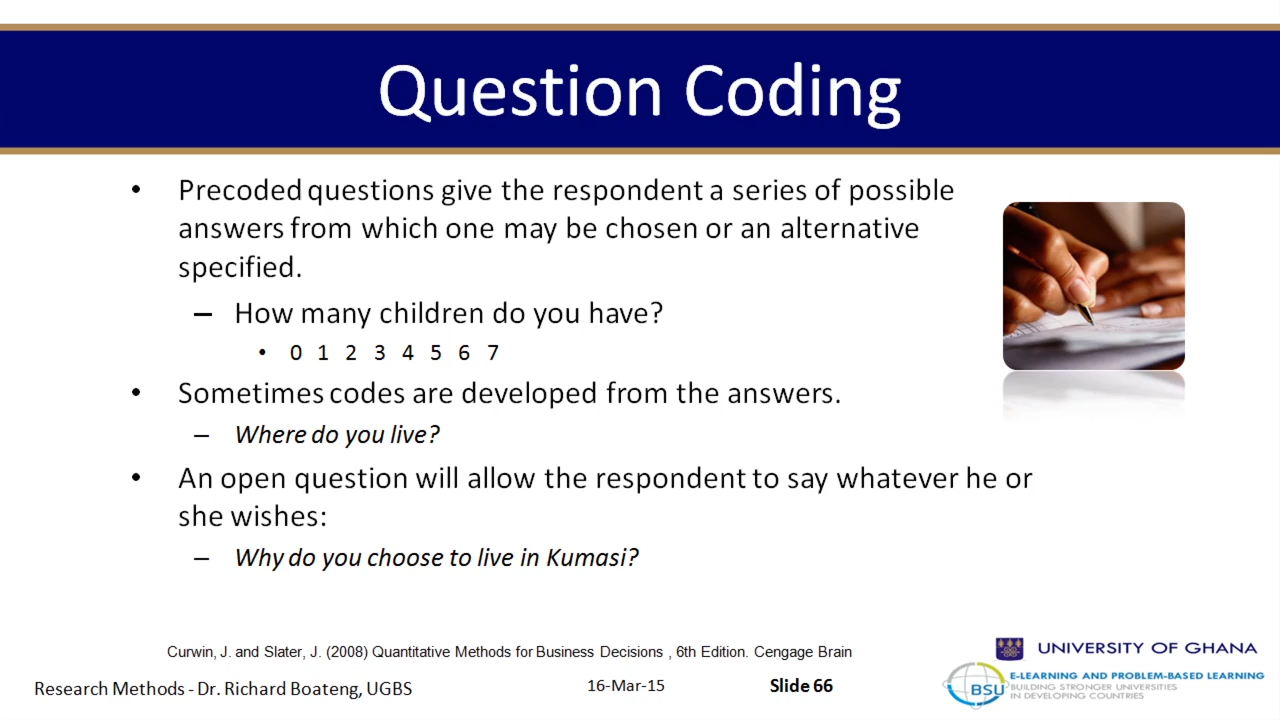 Question Coding
• Precoded questions give the respondent a series of possible
answers from which one may be chosen or an alternative
specified.
– How many children do you have?
• 0 1 2 3 4 5 6 7
• Sometimes codes are developed from the answers.
– Where do you live?
• An open question will allow the respondent to say whatever he or
she wishes:
– Why do you choose to live in Kumasi?
Curwin, J. and Slater, J. (2008) Quantitative Methods for Business Decisions , 6th Edition. Cengage Brain
UNIVERSITY OF GHANA
Research Methods - Dr. Richard Boateng, UGBS
16-Mar-15
Slide 66
BSU
E-LEARNING AND PROBLEM-BASED LEARNING
BUILDING STRONGER UNIVERSITIES
IN DEVELOPING COUNTRIES